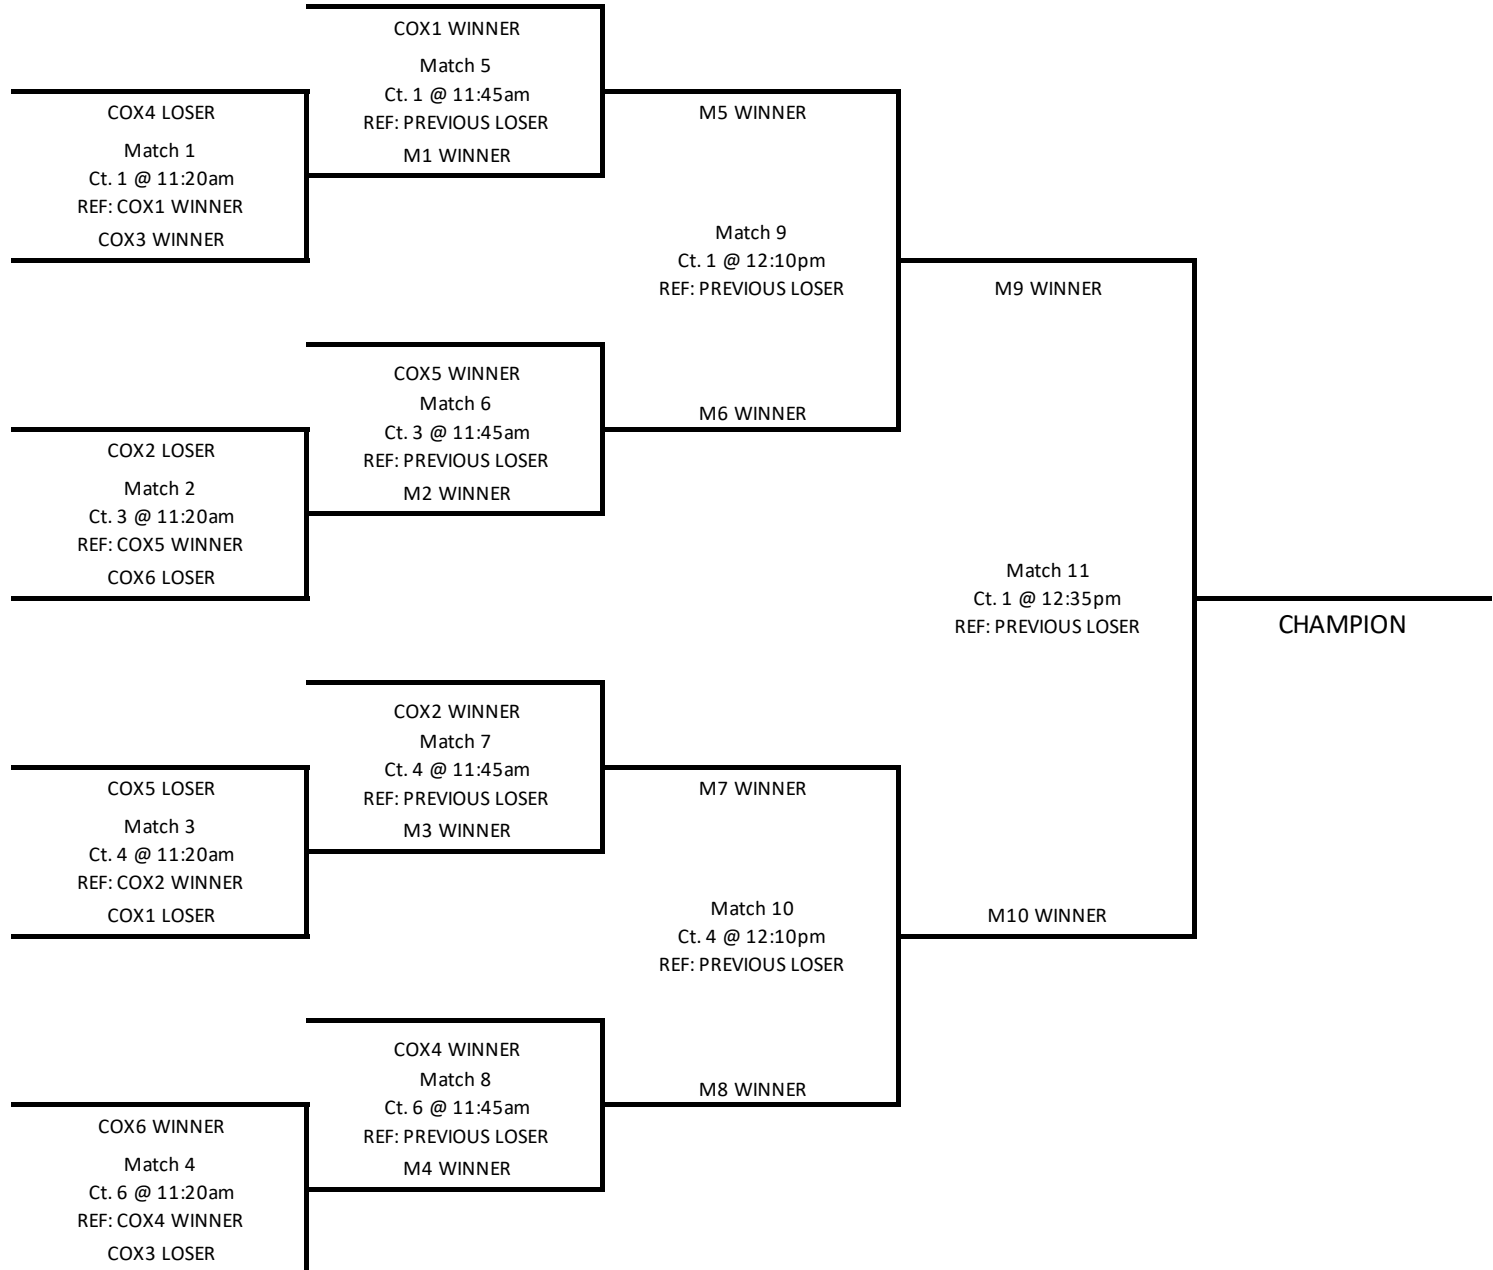 COX4 LOSER
Match 1
Ct. 1 @ 11:20am
REF: COX1 WINNER
COX3 WINNER
COX2 LOSER
Match 2
Ct. 3 @ 11:20am
REF: COX5 WINNER
COX6 LOSER
COX5 LOSER
Match 3
Ct. 4 @ 11:20am
REF: COX2 WINNER
COX1 LOSER
COX6 WINNER
Match 4
Ct. 6 @ 11:20am
REF: COX4 WINNER
COX3 LOSER
COX1 WINNER
Match 5
Ct. 1 @ 11:45am
REF: PREVIOUS LOSER
M1 WINNER
COX5 WINNER
Match 6
Ct. 3 @ 11:45am
REF: PREVIOUS LOSER
M2 WINNER
COX2 WINNER
Match 7
Ct. 4 @ 11:45am
REF: PREVIOUS LOSER
M3 WINNER
COX4 WINNER
Match 8
Ct. 6 @ 11:45am
REF: PREVIOUS LOSER
M4 WINNER
M5 WINNER
Match 9
Ct. 1 @ 12:10pm
REF: PREVIOUS LOSER
M6 WINNER
M7 WINNER
Match 10
Ct. 4 @ 12:10pm
REF: PREVIOUS LOSER
M8 WINNER
M9 WINNER
Match 11
Ct. 1 @ 12:35pm
REF: PREVIOUS LOSER
M10 WINNER
CHAMPION